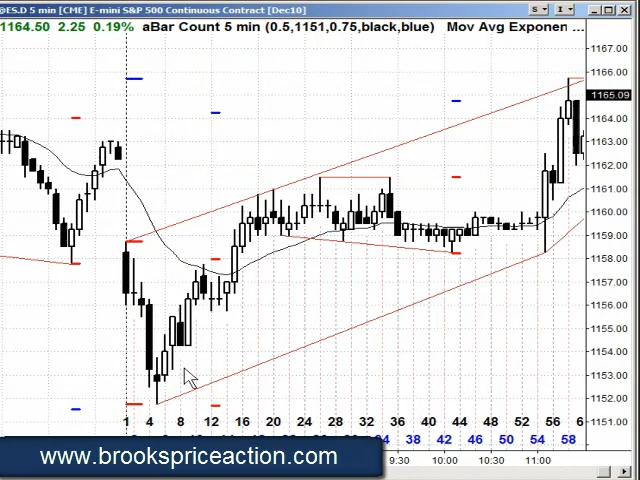 @ES.D 5 min [CME] E-mini S&P 500 Continuous Contract [Dec10]
S I
1164.50 2.25 0.19% aBar Count 5 min (0.5,1151,0.75,black,blue) Mov Avg Exponen ...
1167.00
1166.00
1165.09
1164.00
1163.00
1162.00
1161.00
1160.00
1159.00
1158.00
1157.00
1156.00
1155.00
1154.00
1153.00
1152.00
1151.00
1 4 8 12 16 20 24 28 32 36 40 44 48 52 56 6
38 42 46 50 54 58
9:30 10:00 10:30 11:00
www.brookspriceaction.com